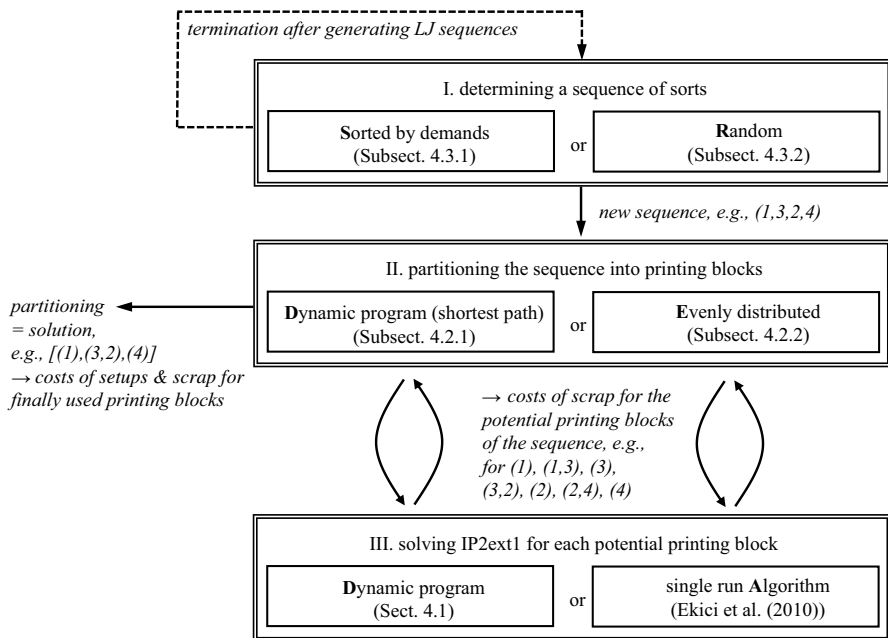 termination after generating LJ sequences
I. determining a sequence of sorts
Sorted by demands
(Subsect. 4.3.1)
or
Random
(Subsect. 4.3.2)
new sequence, e.g., (1,3,2,4)
II. partitioning the sequence into printing blocks
Dynamic program (shortest path)
(Subsect. 4.2.1)
or
Evenly distributed
(Subsect. 4.2.2)
partitioning
= solution,
e.g., [(1),(3,2),(4)]
→ costs of setups & scrap for
finally used printing blocks
→ costs of scrap for the
potential printing blocks
of the sequence, e.g.,
for (1), (1,3), (3),
(3,2), (2), (2,4), (4)
III. solving IP2ext1 for each potential printing block
Dynamic program
(Sect. 4.1)
or
single run Algorithm
(Ekici et al. (2010))